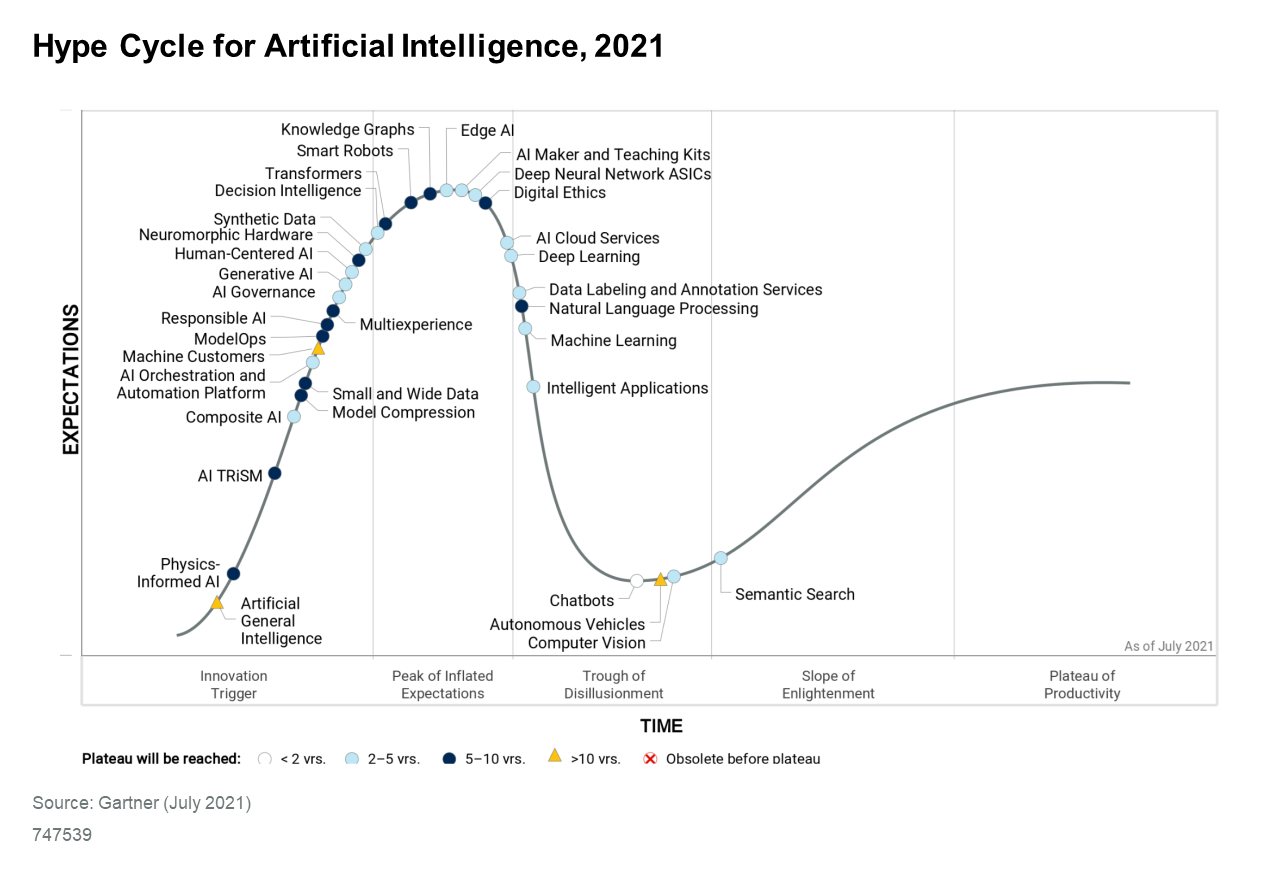 Hype Cycle for Artificial Intelligence, 2021
Knowledge Graphs
Edge AI
Smart Robots
AI Maker and Teaching Kits
Transformers
Deep Neural Network ASICs
Decision Intelligence
Digital Ethics
Synthetic Data
Neuromorphic Hardware
AI Cloud Services
Human-Centered AI
Deep Learning
Generative AI
AI Governance
Data Labeling and Annotation Services
Natural Language Processing
Responsible AI
Multiexperience
ModelOps
Machine Learning
Machine Customers
AI Orchestration and
Automation Platform
Intelligent Applications
Small and Wide Data
Model Compression
Composite AI
AI TRiSM
Physics-
Informed AI
Artificial
General
Intelligence
Chatbots
Semantic Search
Autonomous Vehicles
Computer Vision
EXPECTATIONS
As of July 2021
Innovation
Trigger
Peak of Inflated
Expectations
Trough of
Disillusionment
Slope of
Enlightenment
Plateau of
Productivity
TIME
Plateau will be reached: < 2 yrs. 2–5 yrs. 5–10 yrs. >10 yrs. Obsolete before plateau
Source: Gartner (July 2021)
747539